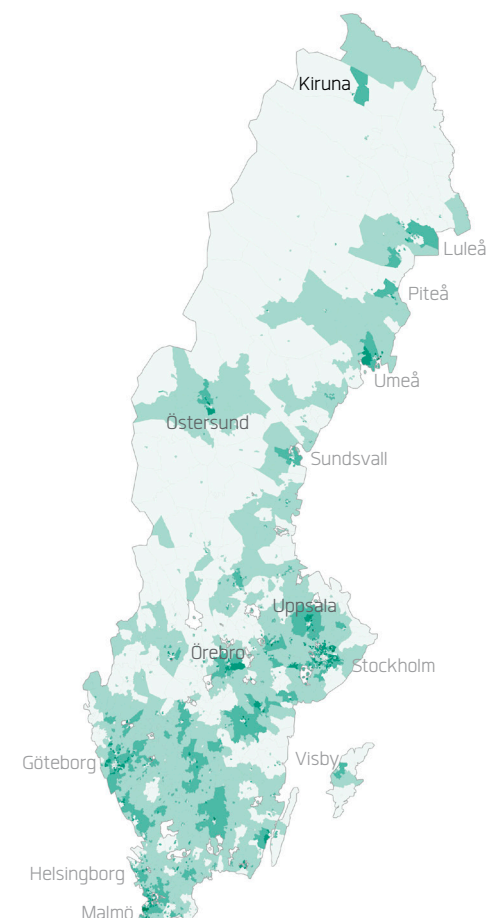 Kiruna
Luleå
Piteå
Umeå
Östersund
Sundsvall
Uppsala
Örebro
Stockholm
Visby
Göteborg
Helsingborg
Malmö